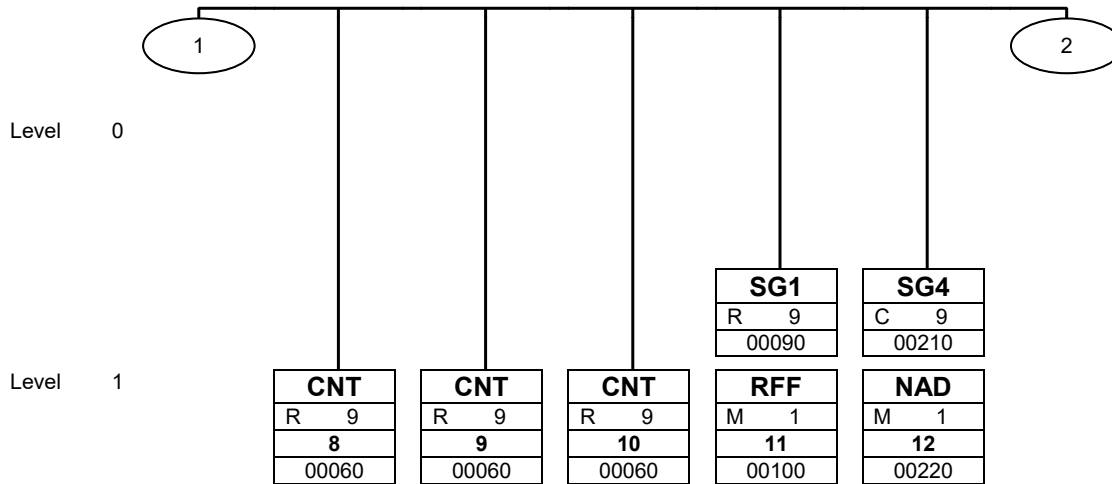 1
2
Level 0
SG1 SG4
R 9 C 9
00090 00210
Level 1
CNT CNT CNT RFF NAD
R 9 R 9 R 9 M 1 M 1
8 9 10 11 12
00060 00060 00060 00100 00220